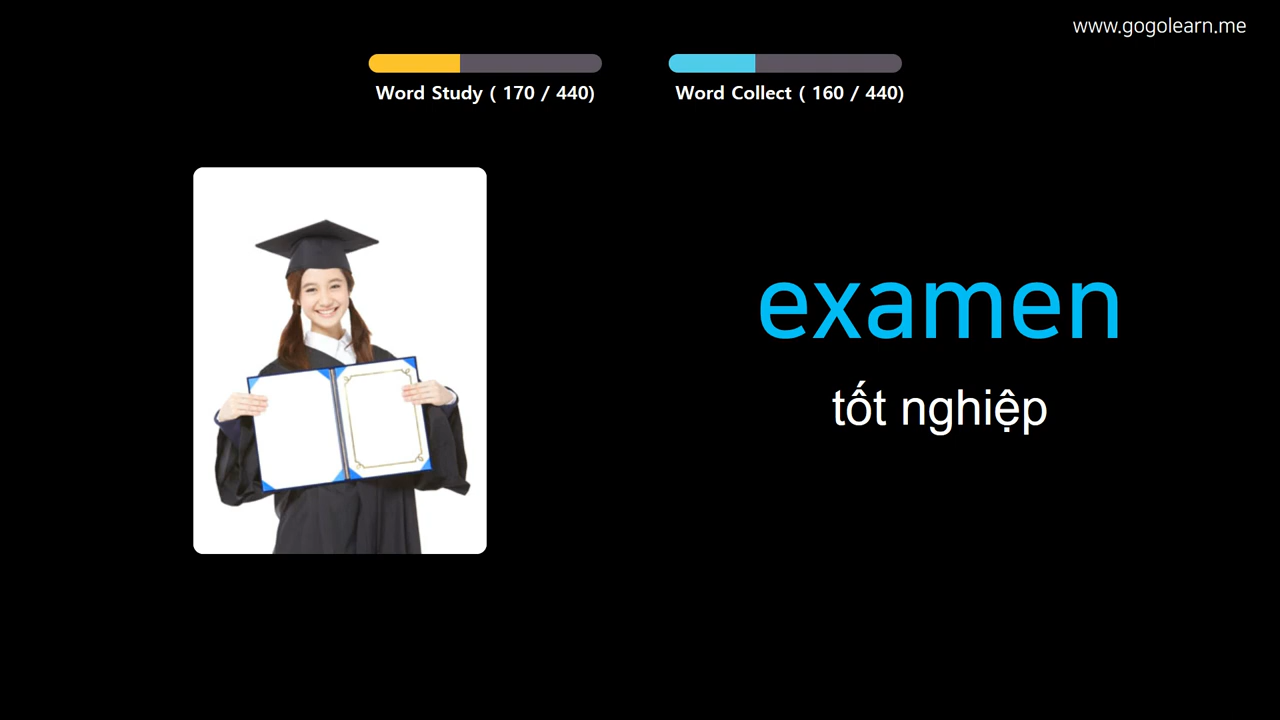 www.gogolearn.me
Word Study ( 170 / 440)
Word Collect ( 160 / 440)
examen
tốt nghiệp